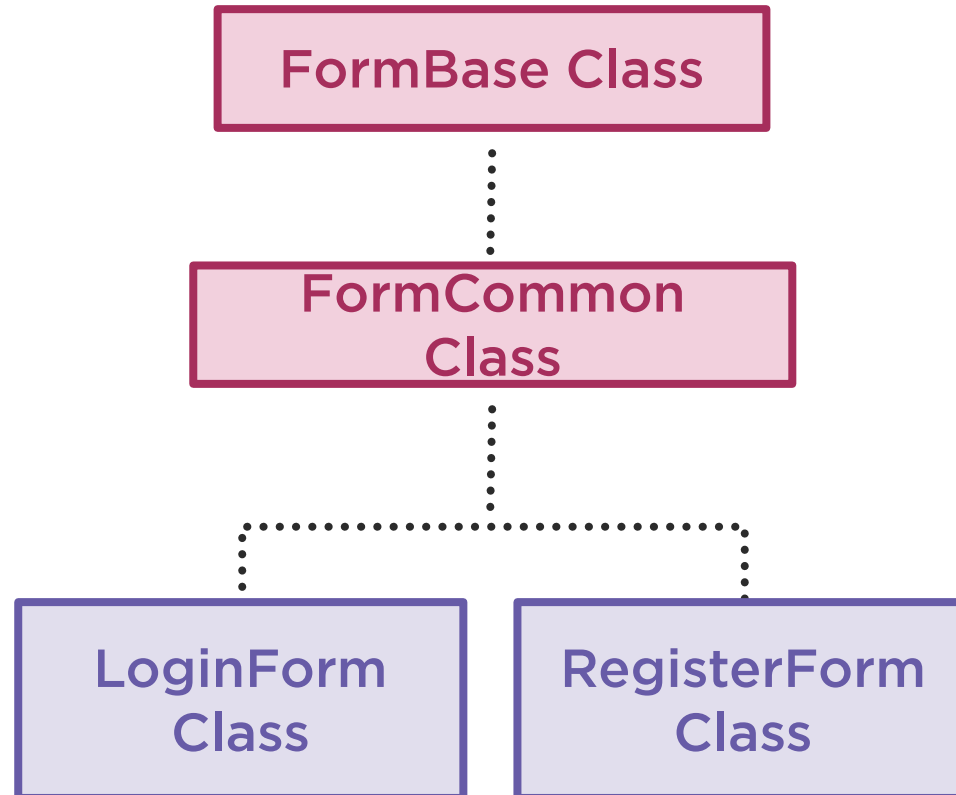 FormBase Class
FormCommon
Class
LoginForm
Class
RegisterForm
Class